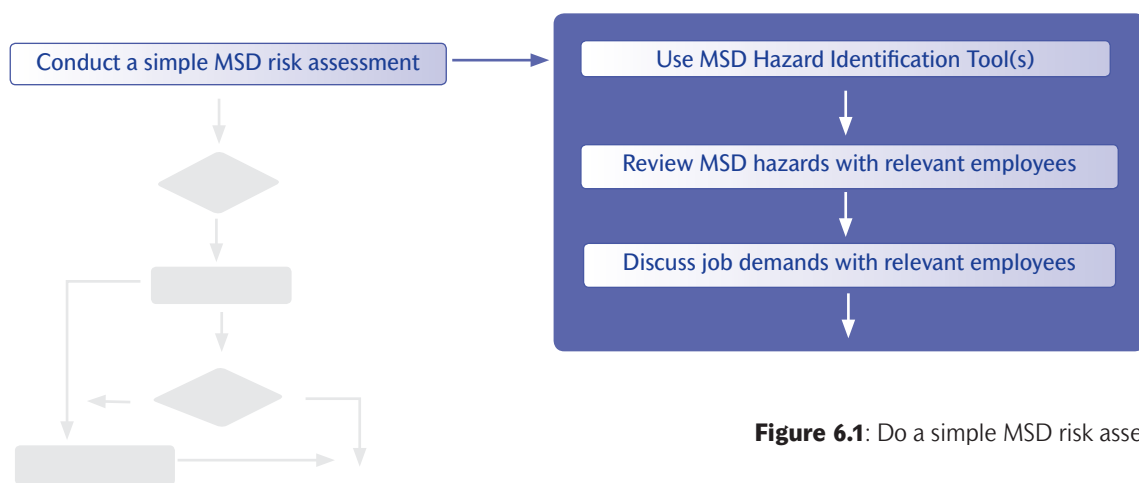 Conduct a simple MSD risk assessment
Use MSD Hazard Identification Tool(s)
Review MSD hazards with relevant employees
Discuss job demands with relevant employees
Figure 6.1: Do a simple MSD risk